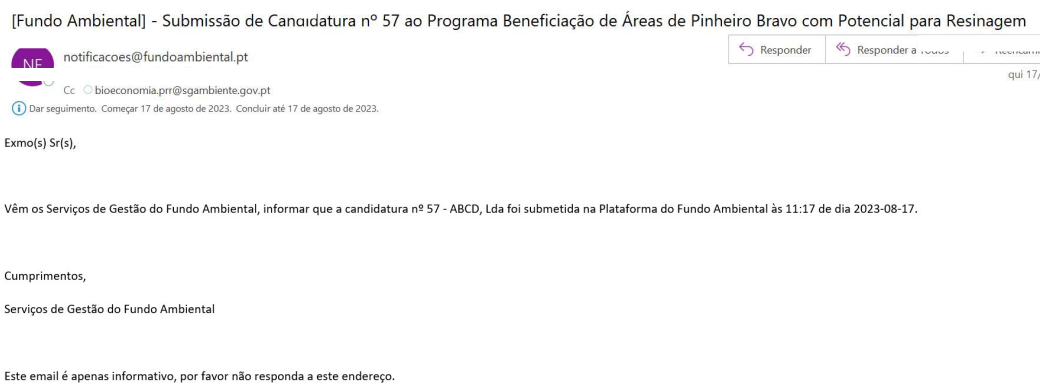 [Fundo Ambiental] - Submissão de Candidatura nº 57 ao Programa Beneficiação de Áreas de Pinheiro Bravo com Potencial para Resinagem
NF
notificacoes@fundoambiental.pt
Responder
Responder a
qui 17/
Cc bioeconomia.prr@sgambiente.gov.pt
Dar seguimento. Começar 17 de agosto de 2023. Concluir até 17 de agosto de 2023.
Exmo(s) Sr(s),
Vêm os Serviços de Gestão do Fundo Ambiental, informar que a candidatura nº 57 - ABCD, Lda foi submetida na Plataforma do Fundo Ambiental às 11:17 de dia 2023-08-17.
Cumprimentos,
Serviços de Gestão do Fundo Ambiental
Este email é apenas informativo, por favor não responda a este endereço.